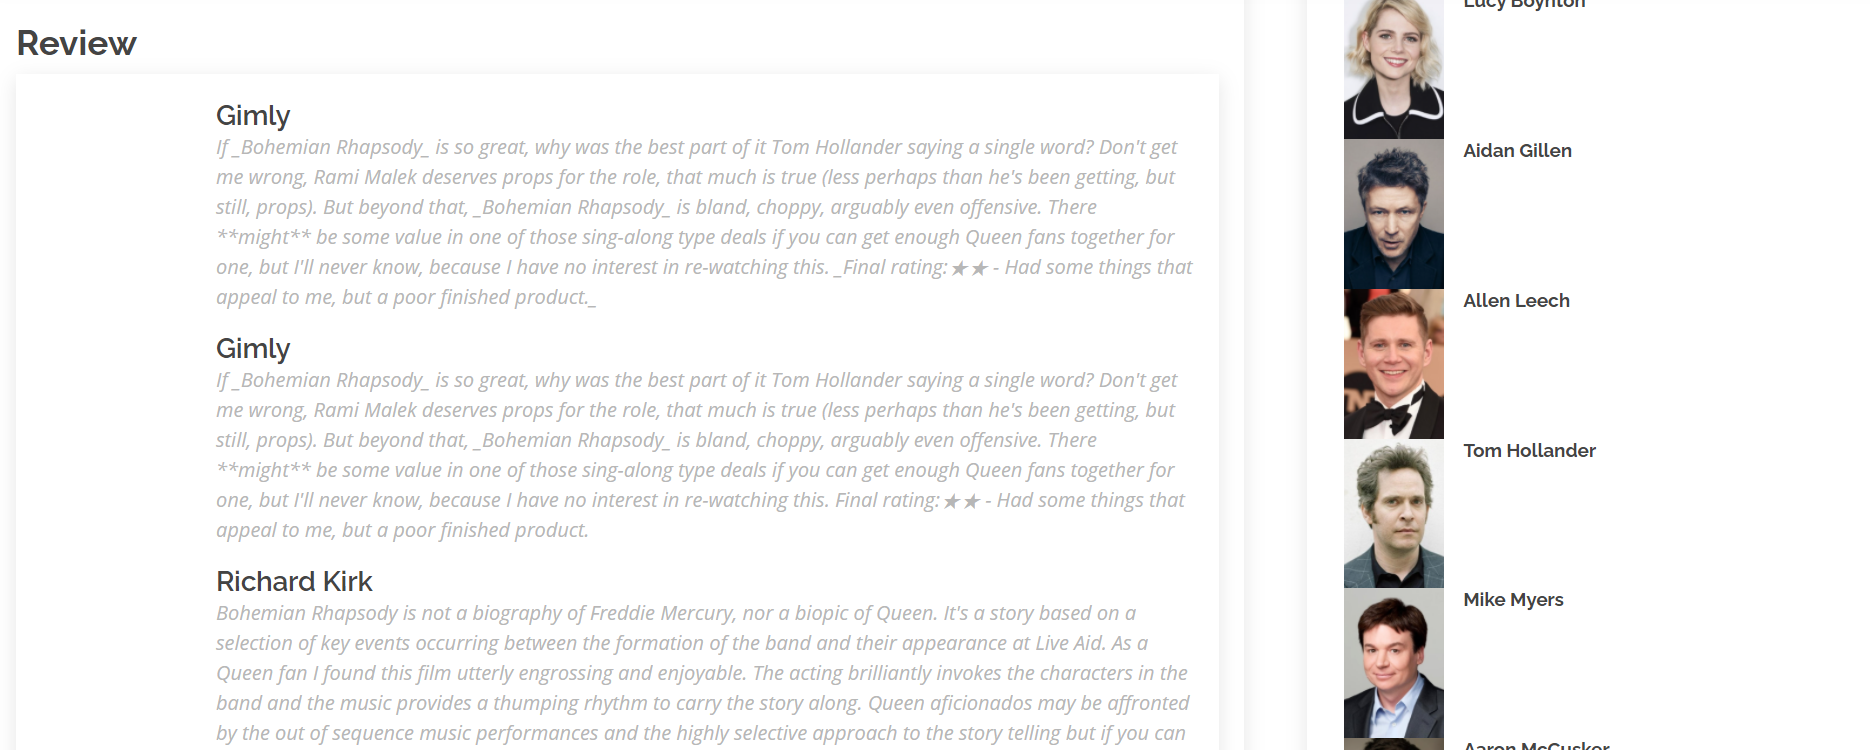 Review
Gimly
If _Bohemian Rhapsody_ is so great, why was the best part of it Tom Hollander saying a single word? Don't get
me wrong, Rami Malek deserves props for the role, that much is true (less perhaps than he's been getting, but
still, props). But beyond that, _Bohemian Rhapsody_ is bland, choppy, arguably even offensive. There
**might** be some value in one of those sing-along type deals if you can get enough Queen fans together for
one, but I'll never know, because I have no interest in re-watching this. _Final rating:★★ - Had some things that
appeal to me, but a poor finished product._
Gimly
If _Bohemian Rhapsody_ is so great, why was the best part of it Tom Hollander saying a single word? Don't get
me wrong, Rami Malek deserves props for the role, that much is true (less perhaps than he's been getting, but
still, props). But beyond that, _Bohemian Rhapsody_ is bland, choppy, arguably even offensive. There
**might** be some value in one of those sing-along type deals if you can get enough Queen fans together for
one, but I'll never know, because I have no interest in re-watching this. Final rating:★★ - Had some things that
appeal to me, but a poor finished product.
Richard Kirk
Bohemian Rhapsody is not a biography of Freddie Mercury, nor a biopic of Queen. It's a story based on a
selection of key events occurring between the formation of the band and their appearance at Live Aid. As a
Queen fan I found this film utterly engrossing and enjoyable. The acting brilliantly invokes the characters in the
band and the music provides a thumping rhythm to carry the story along. Queen aficionados may be affronted
by the out of sequence music performances and the highly selective approach to the story telling but if you can
Lucy Boynton
Aidan Gillen
Allen Leech
Tom Hollander
Mike Myers
Aaron McCusker